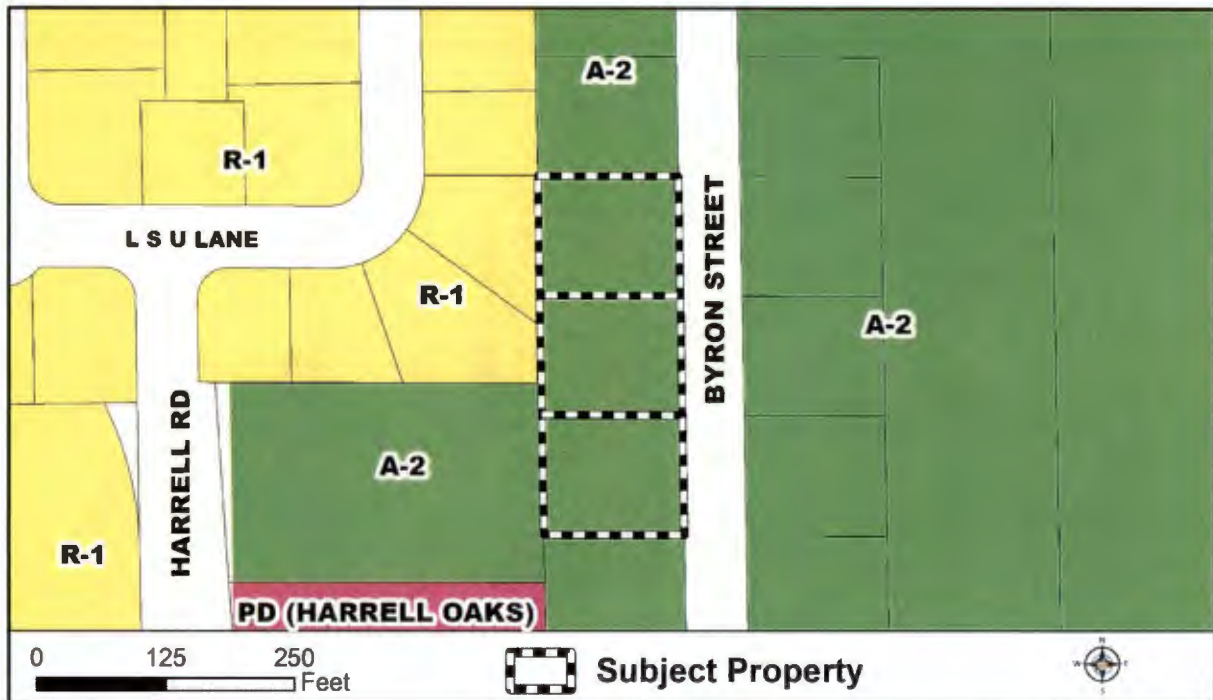 A-2
R-1
L S U LANE
BYRON STREET
R-1
A-2
HARRELL RD
A-2
R-1
PD (HARRELL OAKS)
0 125 250
Feet
Subject Property
N
W E
S